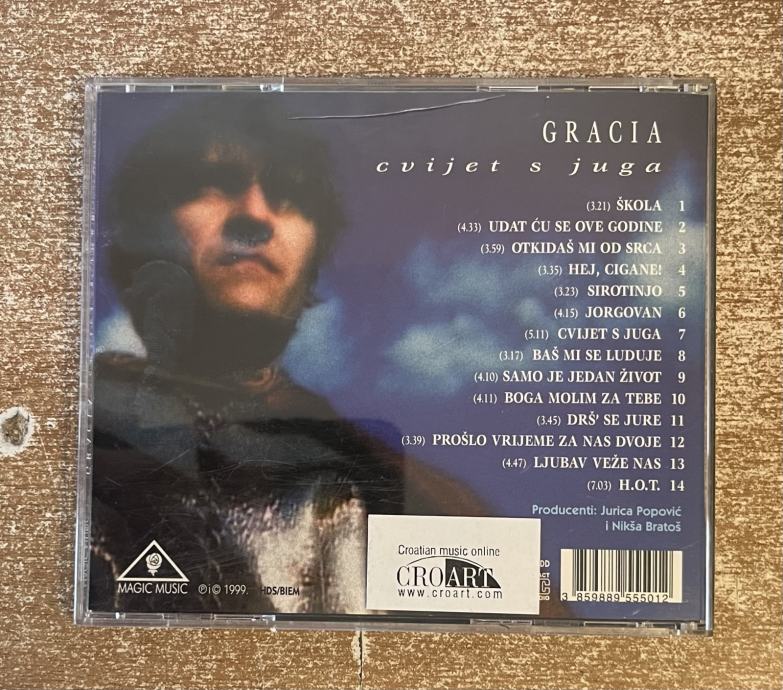 GRACIA
cvijet s juga
(3.21) ŠKOLA 1
(4.33) UDAT ĆU SE OVE GODINE 2
(3.59) OTKIDAŠ MI OD SRCA 3
(3.35) HEJ, CIGANE! 4
(3.23) SIROTINJO 5
(4.15) JORGOVAN 6
(5.11) CVIJET S JUGA 7
(3.17) BAŠ MI SE LUDUJE 8
(4.10) SAMO JE JEDAN ŽIVOT 9
(4.11) BOGA MOLIM ZA TEBE 10
(3.45) DRŠ' SE JURE 11
(3.39) PROŠLO VRIJEME ZA NAS DVOJE 12
(4.47) LJUBAV VEŽE NAS 13
(7.03) H.O.T. 14
Producenti: Jurica Popović
i Nikša Bratoš
MAGIC MUSIC
℗ i © 1999. HDS/BIEM
Croatian music online
CROART
www.croart.com
3 859889 555012